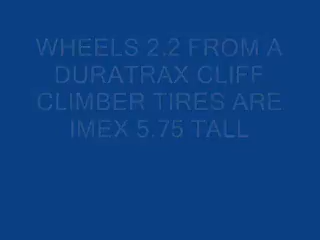 WHEELS 2.2 FROM A
DURATRAX CLIFF
CLIMBER TIRES ARE
IMEX 5.75 TALL